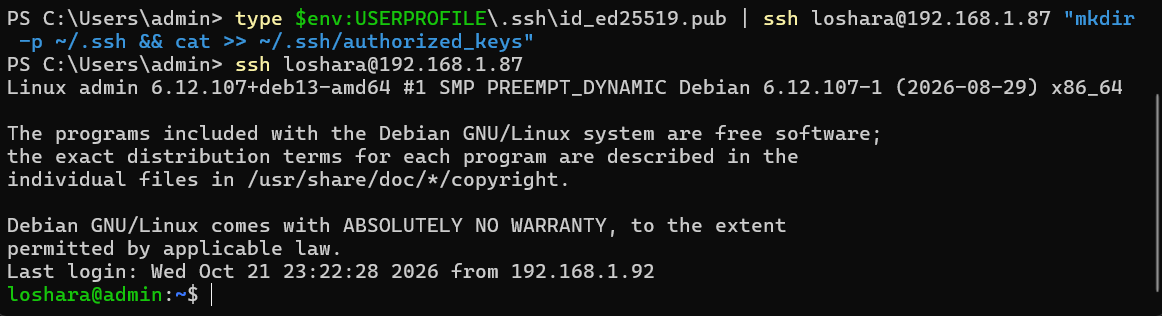 PS C:\Users\admin> type $env:USERPROFILE\.ssh\id_ed25519.pub | ssh loshara@192.168.1.87 "mkdir
 -p ~/.ssh && cat >> ~/.ssh/authorized_keys"
PS C:\Users\admin> ssh loshara@192.168.1.87
Linux admin 6.12.107+deb13-amd64 #1 SMP PREEMPT_DYNAMIC Debian 6.12.107-1 (2026-08-29) x86_64

The programs included with the Debian GNU/Linux system are free software;
the exact distribution terms for each program are described in the
individual files in /usr/share/doc/*/copyright.

Debian GNU/Linux comes with ABSOLUTELY NO WARRANTY, to the extent
permitted by applicable law.
Last login: Wed Oct 21 23:22:28 2026 from 192.168.1.92
loshara@admin:~$